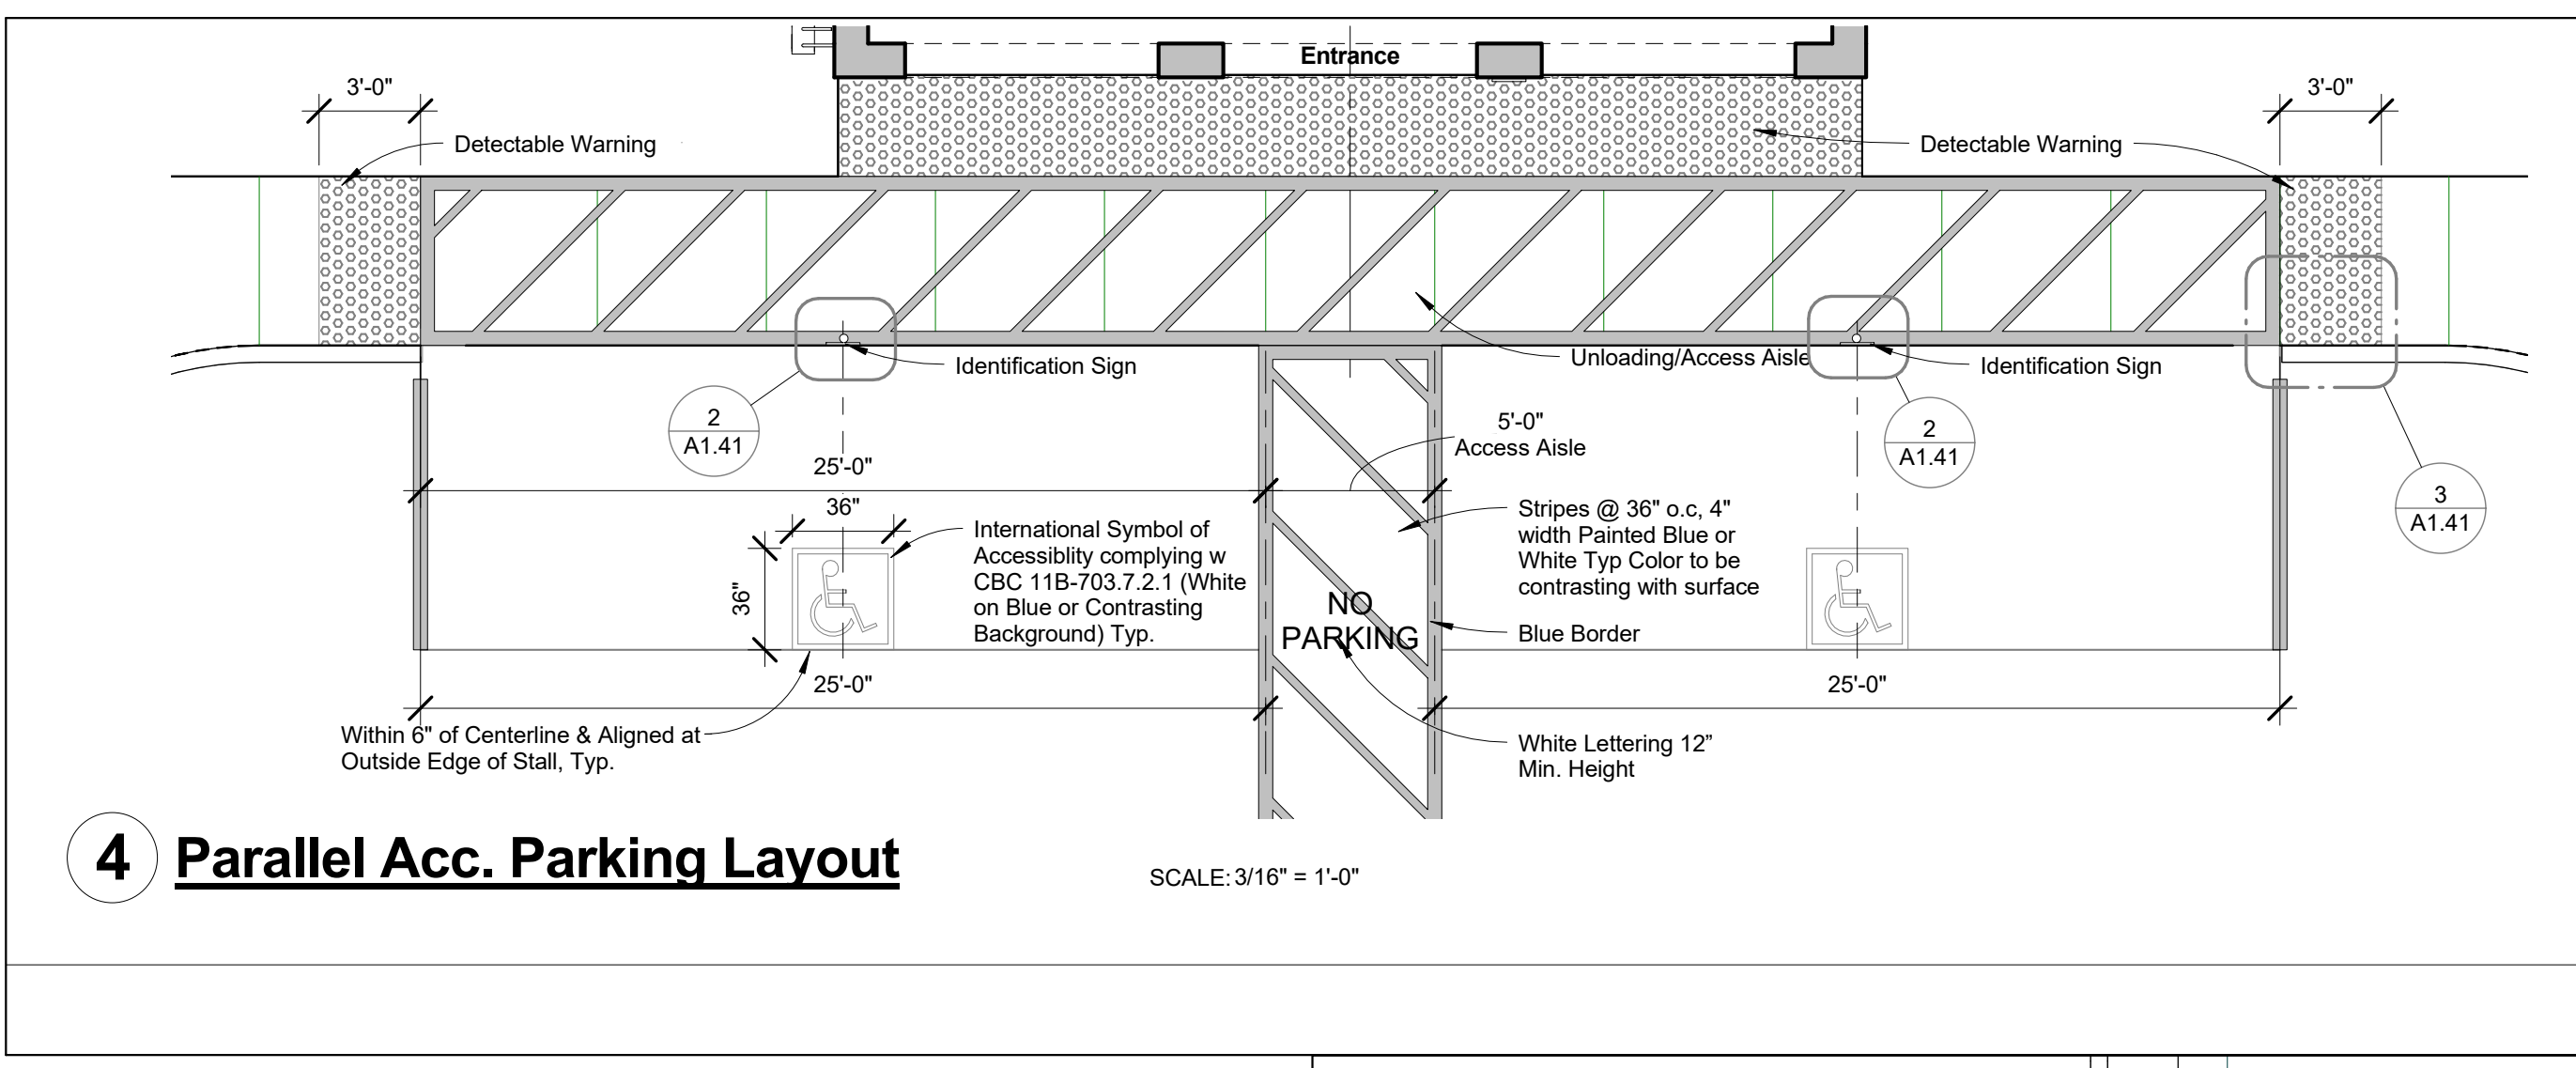 Entrance
3'-0"
3'-0"
Detectable Warning
Detectable Warning
Identification Sign
Unloading/Access Aisle
Identification Sign
2
A1.41
2
A1.41
3
A1.41
5'-0"
Access Aisle
25'-0"
36"
36"
International Symbol of
Accessiblity complying w
CBC 11B-703.7.2.1 (White
on Blue or Contrasting
Background) Typ.
Stripes @ 36" o.c, 4"
width Painted Blue or
White Typ Color to be
contrasting with surface
NO
PARKING
Blue Border
25'-0"
25'-0"
Within 6" of Centerline & Aligned at
Outside Edge of Stall, Typ.
White Lettering 12”
Min. Height
4 Parallel Acc. Parking Layout
SCALE: 3/16" = 1'-0"